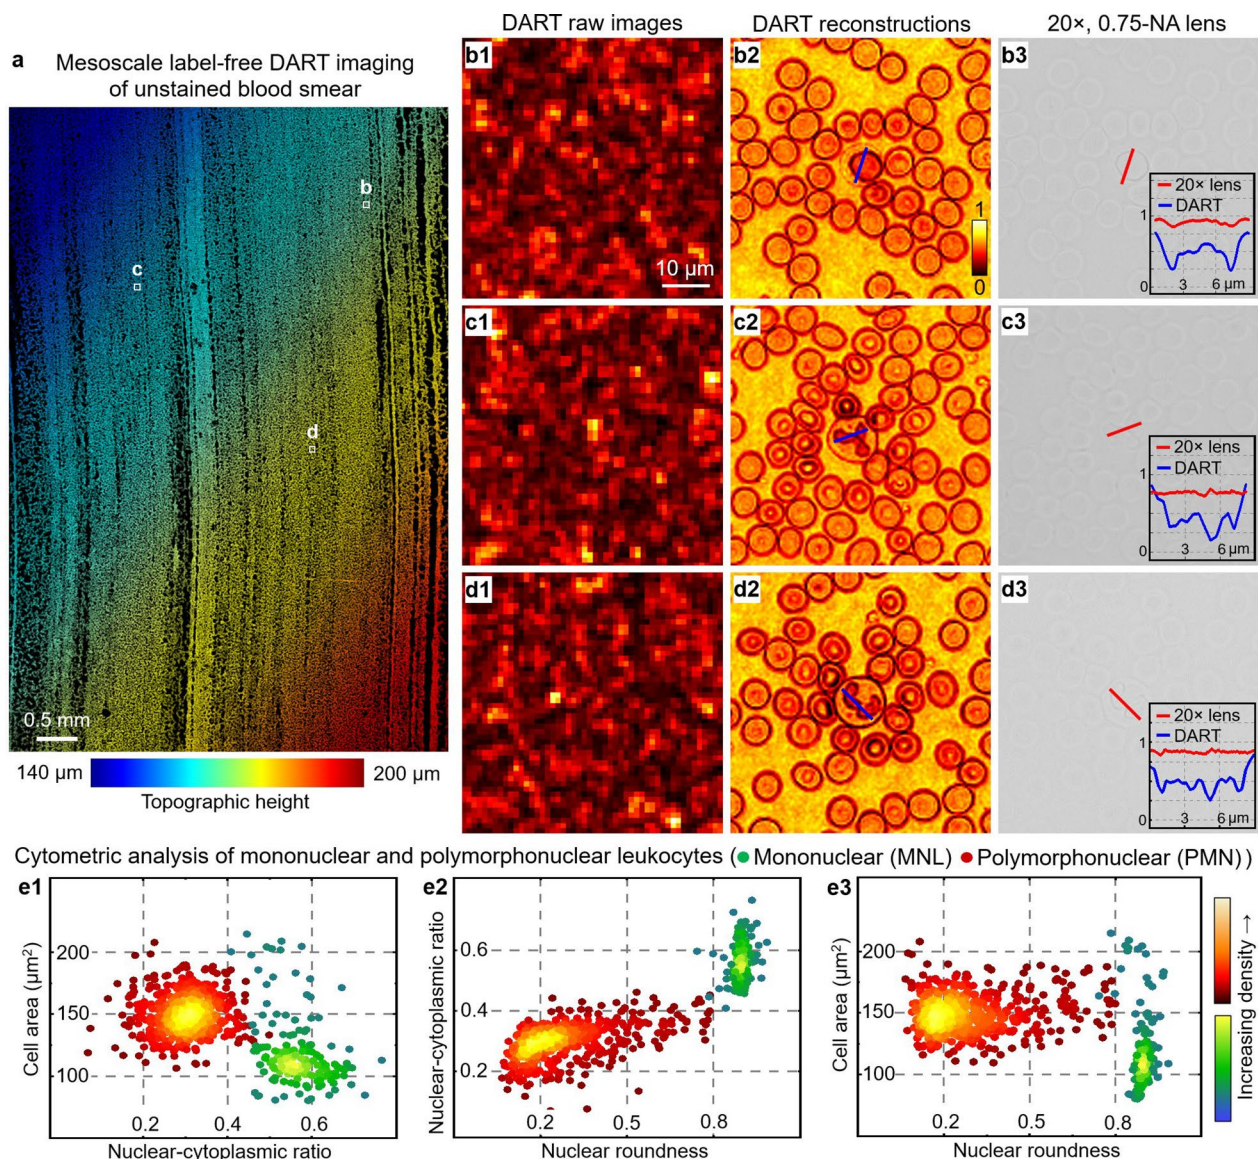 DART raw images
DART reconstructions
20×, 0.75-NA lens
a
Mesoscale label-free DART imaging
of unstained blood smear
b
c
d
0.5 mm
140 µm
200 µm
Topographic height
b1
10 µm
b2
1
0
b3
20× lens
DART
1
3
6 µm
c1
c2
c3
20× lens
DART
1
0
3
6 µm
d1
d2
d3
20× lens
DART
1
0
3
6 µm
Cytometric analysis of mononuclear and polymorphonuclear leukocytes ( Mononuclear (MNL) Polymorphonuclear (PMN) )
e1
Cell area (µm²)
200
150
100
0.2
0.4
0.6
Nuclear-cytoplasmic ratio
e2
Nuclear-cytoplasmic ratio
0.6
0.4
0.2
0.2
0.5
0.8
Nuclear roundness
e3
Cell area (µm²)
200
150
100
0.2
0.5
0.8
Nuclear roundness
Increasing density →